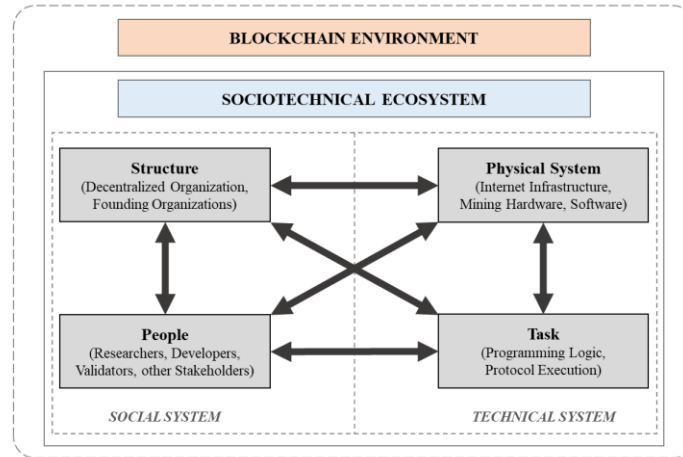 BLOCKCHAIN ENVIRONMENT
SOCIOTECHNICAL ECOSYSTEM
Structure
(Decentralized Organization,
Founding Organizations)
Physical System
(Internet Infrastructure,
Mining Hardware, Software)
People
(Researchers, Developers,
Validators, other Stakeholders)
Task
(Programming Logic,
Protocol Execution)
SOCIAL SYSTEM
TECHNICAL SYSTEM